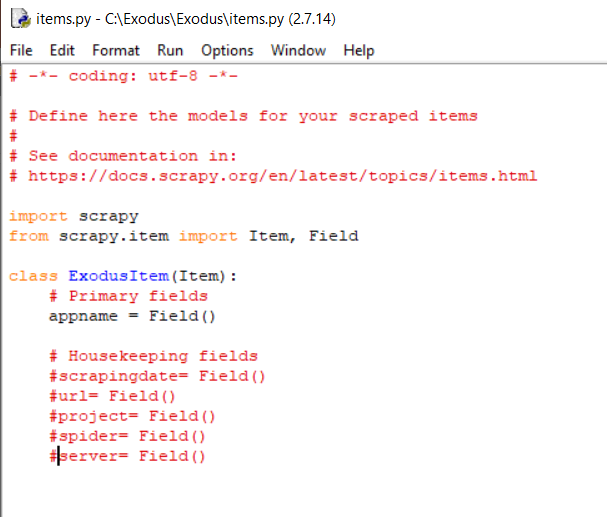 items.py - C:\Exodus\Exodus\items.py (2.7.14)
File Edit Format Run Options Window Help
# -*- coding: utf-8 -*-
# Define here the models for your scraped items
#
# See documentation in:
# https://docs.scrapy.org/en/latest/topics/items.html
import scrapy
from scrapy.item import Item, Field
class ExodusItem(Item):
    # Primary fields
    appname = Field()
    # Housekeeping fields
    #scrapingdate= Field()
    #url= Field()
    #project= Field()
    #spider= Field()
    #server= Field()